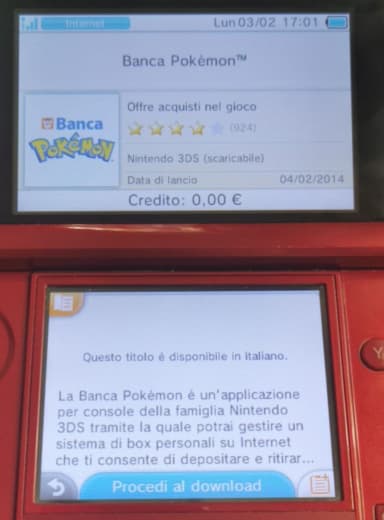 Internet
Lun 03/02 17:01
Banca Pokémon™
Banca
POKÉMON
Offre acquisti nel gioco
(924)
Nintendo 3DS (scaricabile)
Data di lancio 04/02/2014
Credito: 0,00 €
Questo titolo è disponibile in italiano.
La Banca Pokémon è un'applicazione
per console della famiglia Nintendo
3DS tramite la quale potrai gestire un
sistema di box personali su Internet
che ti consente di depositare e ritirar...
Procedi al download
Y